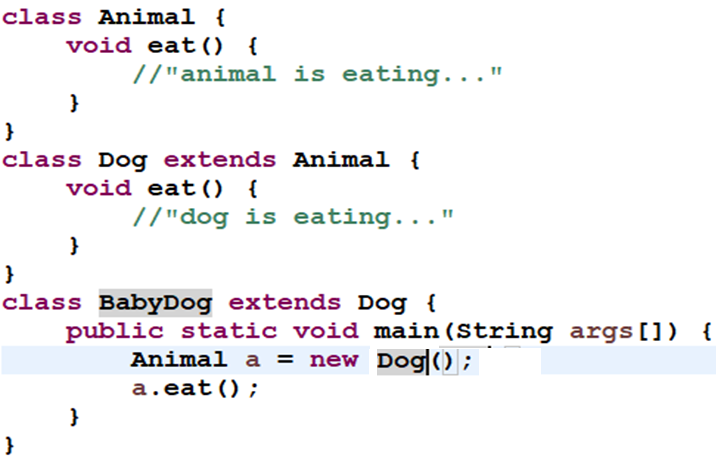 class Animal {
    void eat() {
        //"animal is eating..."
    }
}
class Dog extends Animal {
    void eat() {
        //"dog is eating..."
    }
}
class BabyDog extends Dog {
    public static void main(String args[]) {
        Animal a = new Dog();
        a.eat();
    }
}